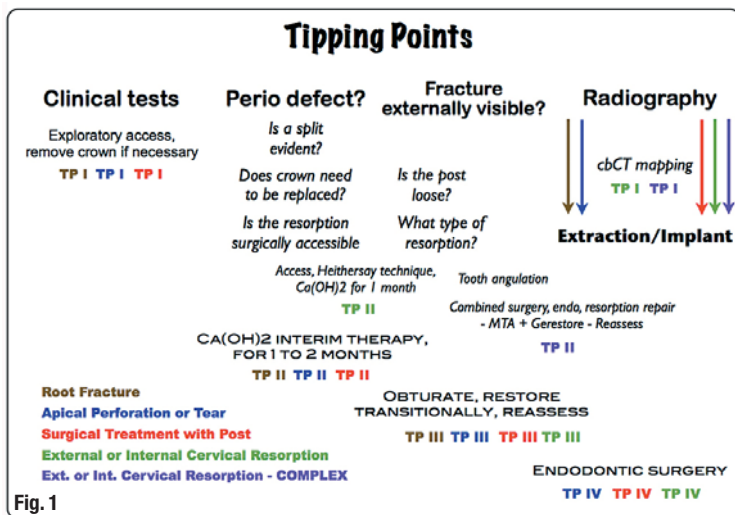 Tipping Points
Clinical tests
Exploratory access,
remove crown if necessary
TP I TP I TP I
Perio defect?
Is a split
evident?
Does crown need
to be replaced?
Is the resorption
surgically accessible
Fracture
externally visible?
Is the post
loose?
What type of
resorption?
Radiography
cbCT mapping
TP I TP I
Extraction/Implant
Access, Heithersay technique,
Ca(OH)2 for 1 month
TP II
Tooth angulation
Combined surgery, endo, resorption repair
- MTA + Gerestore - Reassess
TP II
CA(OH)2 INTERIM THERAPY,
FOR 1 TO 2 MONTHS
TP II TP II TP II
Root Fracture
Apical Perforation or Tear
Surgical Treatment with Post
External or Internal Cervical Resorption
Ext. or Int. Cervical Resorption - COMPLEX
OBTURATE, RESTORE
TRANSITIONALLY, REASSESS
TP III TP III TP III TP III
ENDODONTIC SURGERY
TP IV TP IV TP IV
Fig. 1